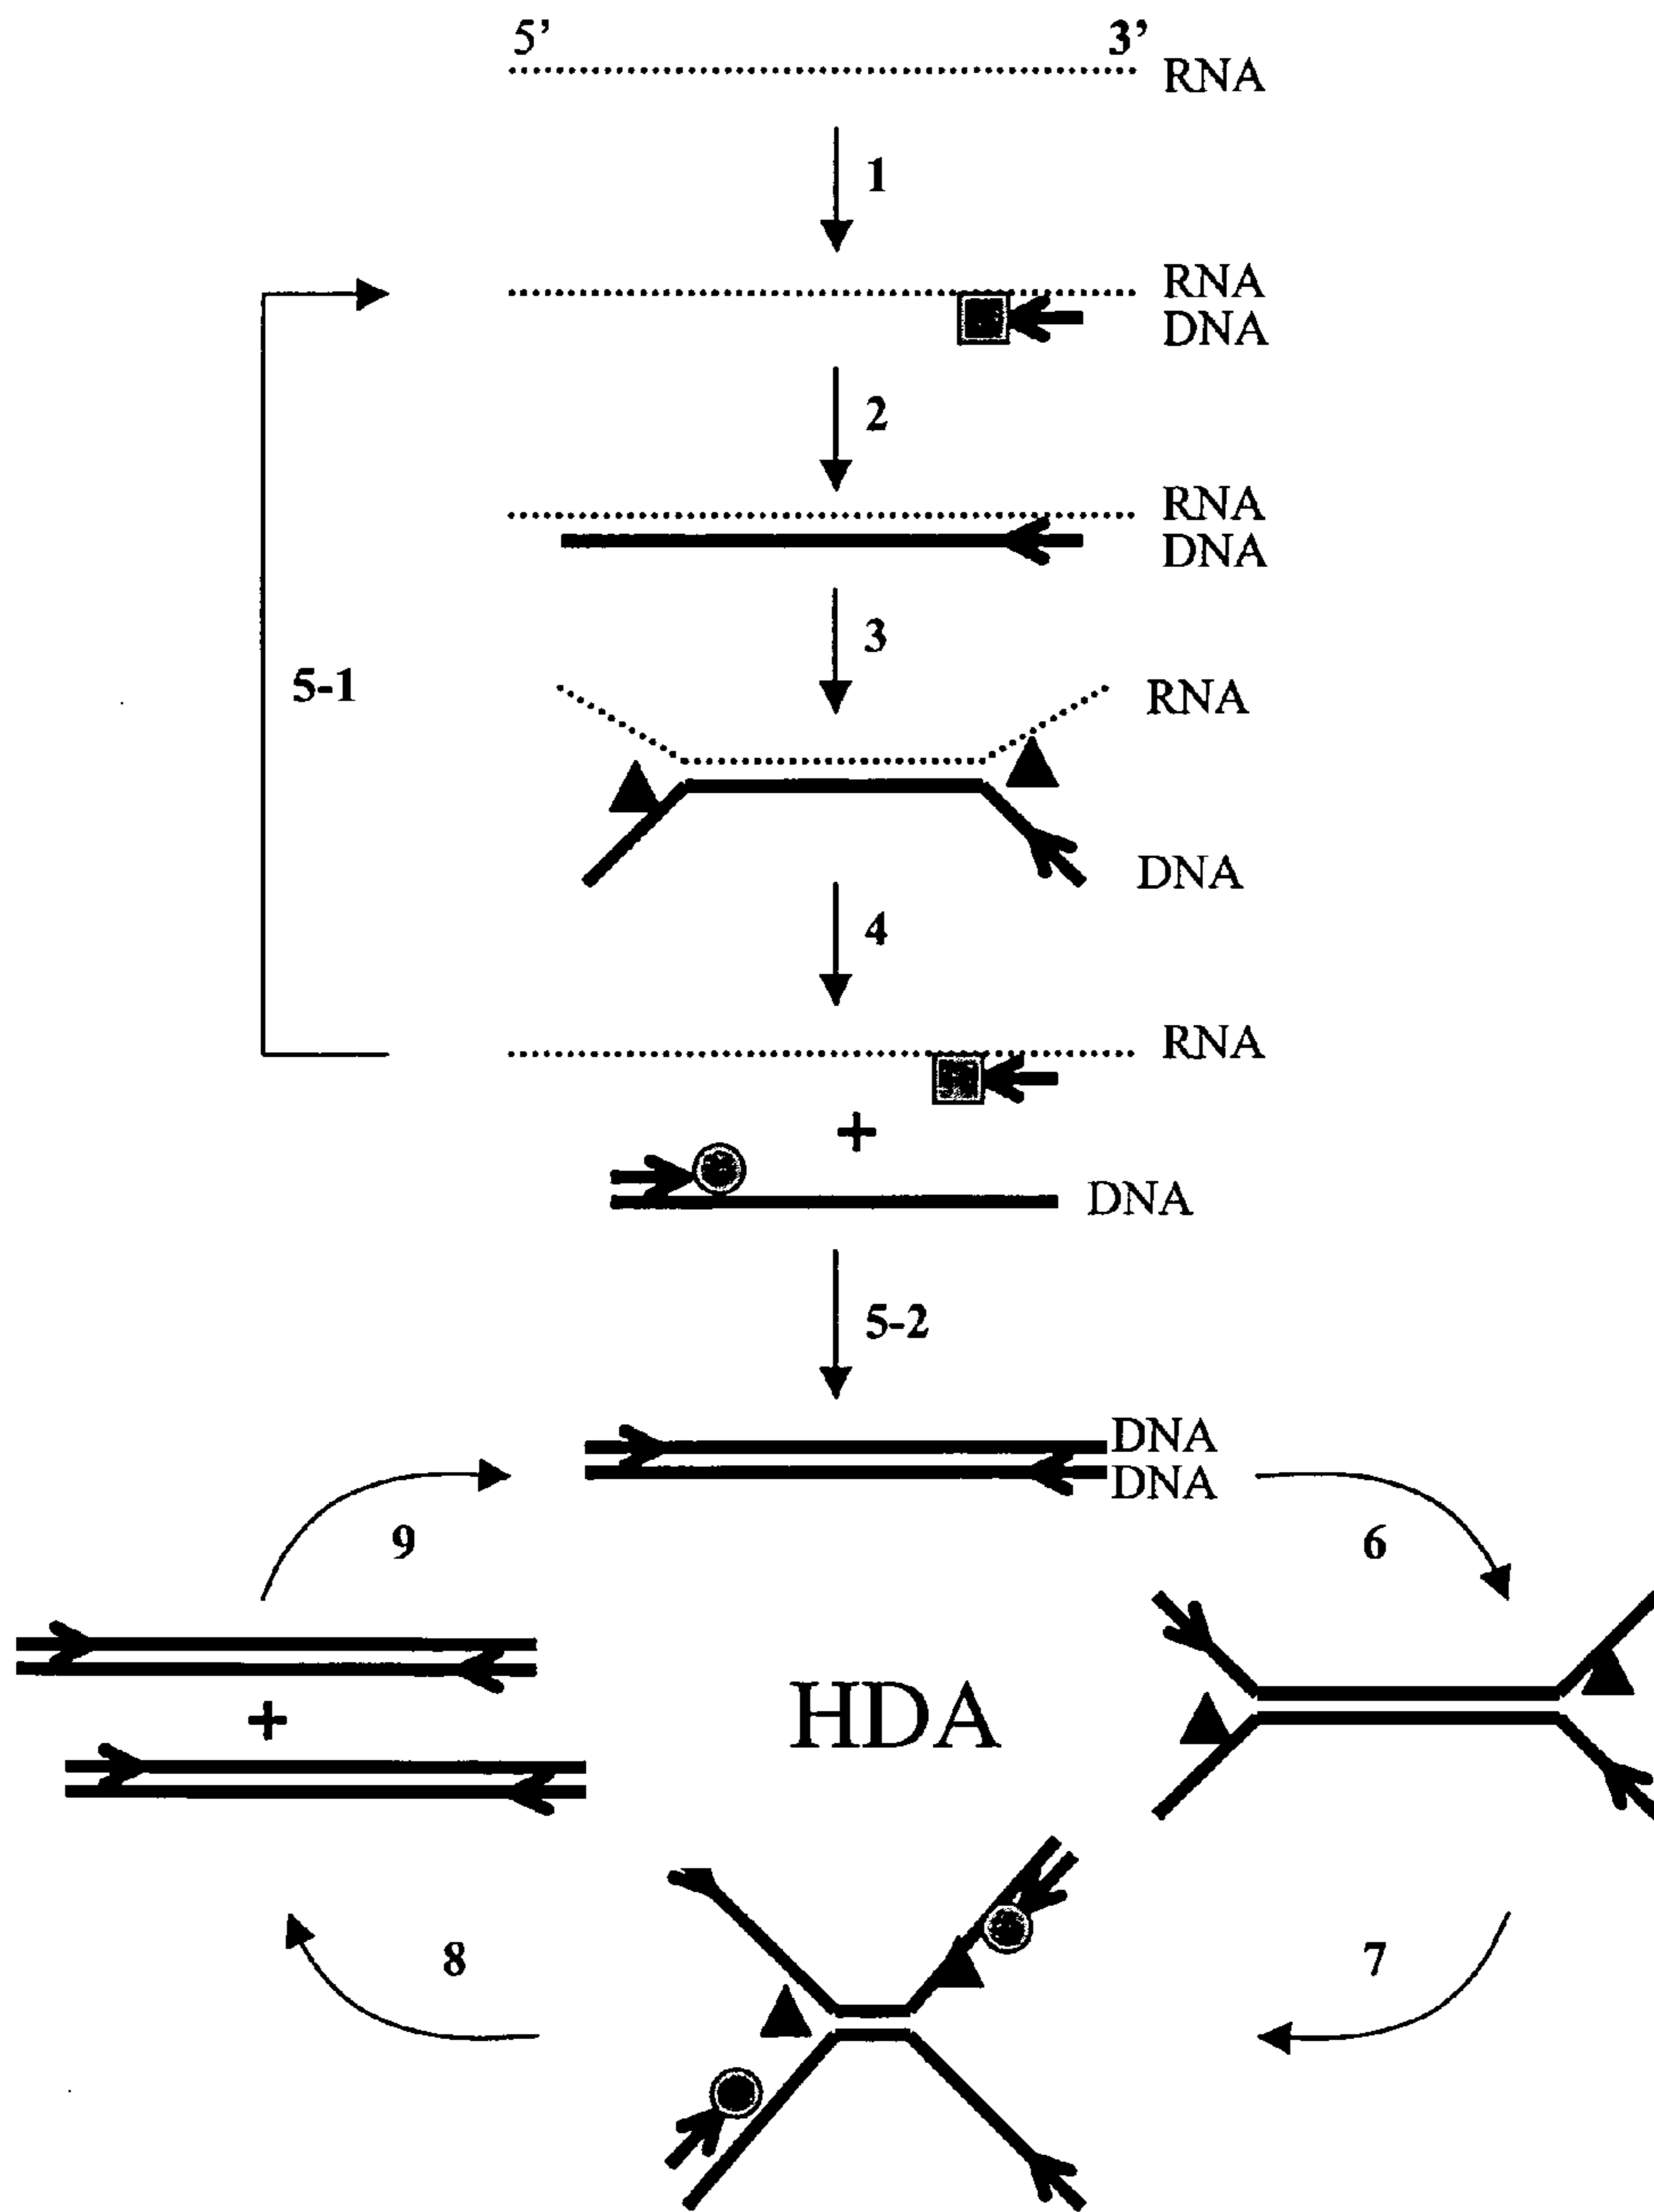 5' 3'
RNA
1
RNA
DNA
2
RNA
DNA
3
5-1
RNA
DNA
4
RNA
+
DNA
5-2
DNA
DNA
9
6
+
HDA
8
7